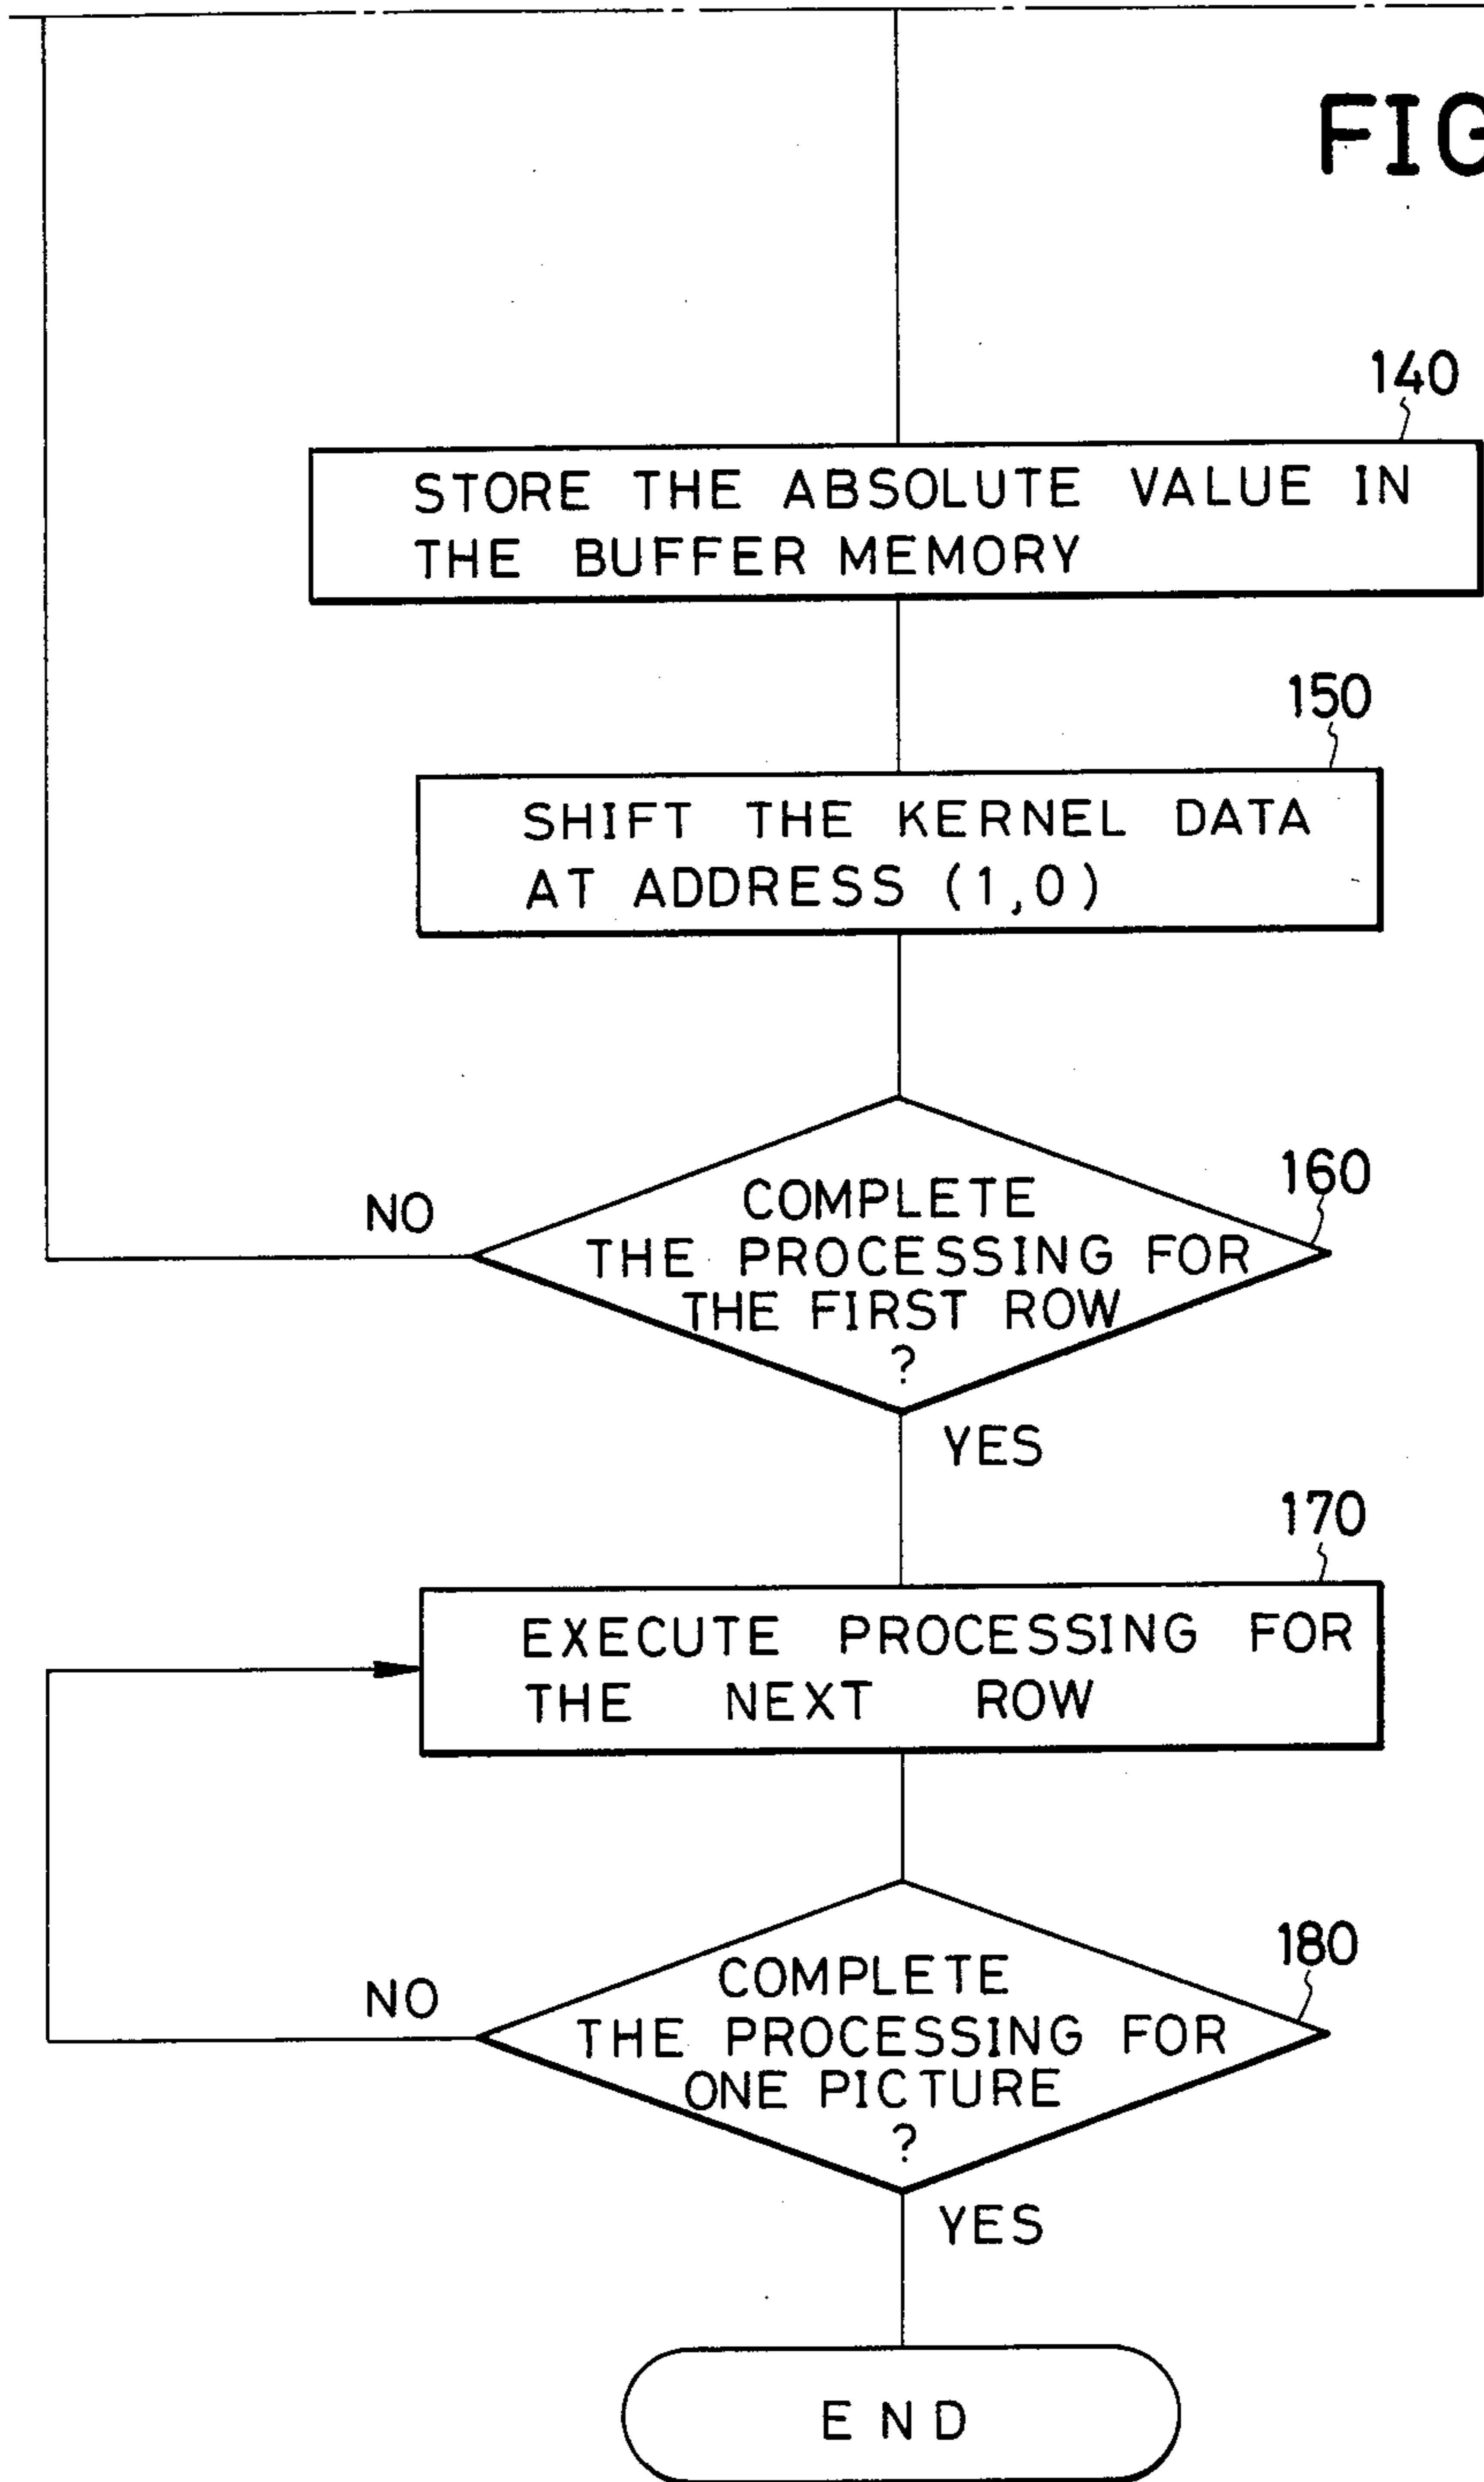 FIG
140
STORE THE ABSOLUTE VALUE IN
THE BUFFER MEMORY
150
SHIFT THE KERNEL DATA
AT ADDRESS (1,0)
160
NO
COMPLETE
THE PROCESSING FOR
THE FIRST ROW
?
YES
170
EXECUTE PROCESSING FOR
THE NEXT ROW
180
NO
COMPLETE
THE PROCESSING FOR
ONE PICTURE
?
YES
END